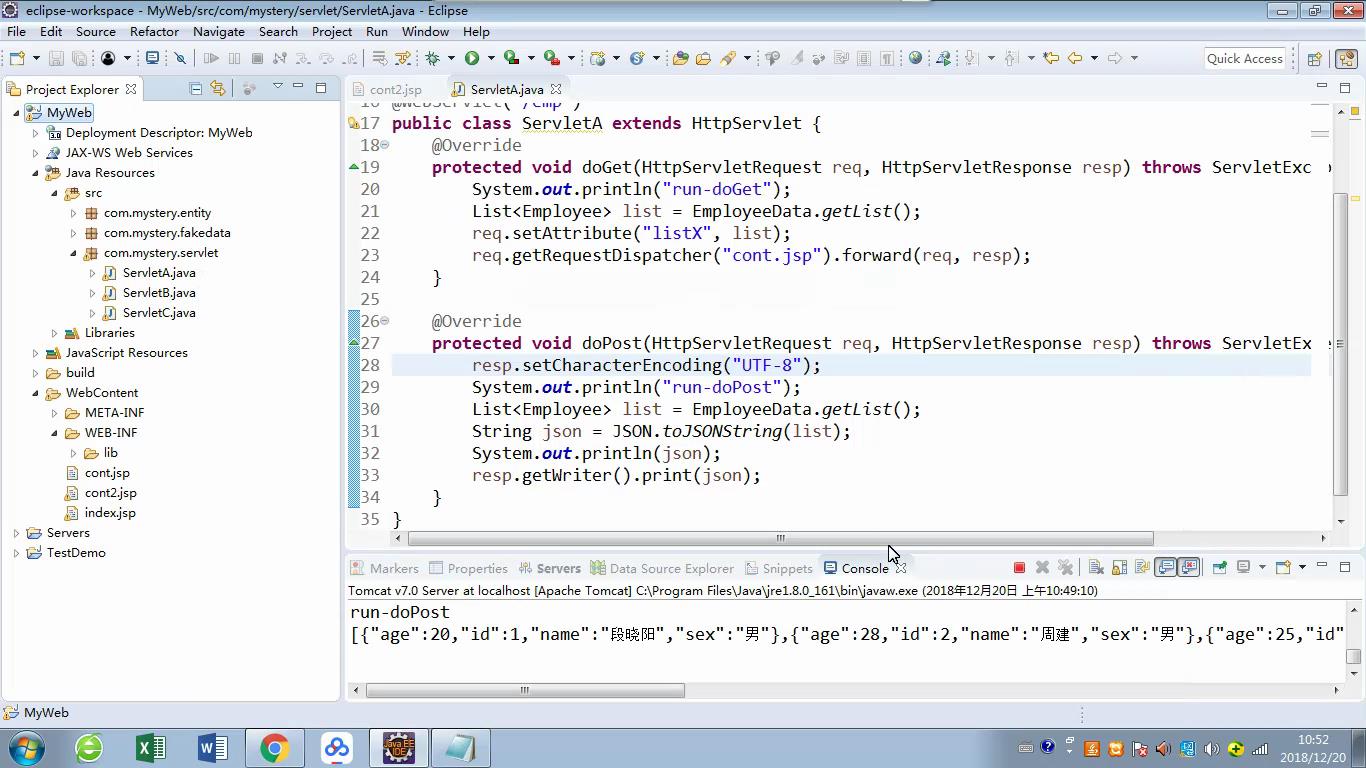 eclipse-workspace - MyWeb/src/com/mystery/servlet/ServletA.java - Eclipse
File Edit Source Refactor Navigate Search Project Run Window Help
Quick Access
Project Explorer
MyWeb
Deployment Descriptor: MyWeb
JAX-WS Web Services
Java Resources
src
com.mystery.entity
com.mystery.fakedata
com.mystery.servlet
ServletA.java
ServletB.java
ServletC.java
Libraries
JavaScript Resources
build
WebContent
META-INF
WEB-INF
lib
cont.jsp
cont2.jsp
index.jsp
Servers
TestDemo
cont2.jsp ServletA.java
16 @WebServlet("/emp")
17 public class ServletA extends HttpServlet {
18 @Override
19 protected void doGet(HttpServletRequest req, HttpServletResponse resp) throws ServletExc
20 System.out.println("run-doGet");
21 List<Employee> list = EmployeeData.getList();
22 req.setAttribute("listX", list);
23 req.getRequestDispatcher("cont.jsp").forward(req, resp);
24 }
25
26 @Override
27 protected void doPost(HttpServletRequest req, HttpServletResponse resp) throws ServletEx
28 resp.setCharacterEncoding("UTF-8");
29 System.out.println("run-doPost");
30 List<Employee> list = EmployeeData.getList();
31 String json = JSON.toJSONString(list);
32 System.out.println(json);
33 resp.getWriter().print(json);
34 }
35 }
Markers Properties Servers Data Source Explorer Snippets Console
Tomcat v7.0 Server at localhost [Apache Tomcat] C:\Program Files\Java\jre1.8.0_161\bin\javaw.exe (2018年12月20日 上午10:49:10)
run-doPost
[{"age":20,"id":1,"name":"段晓阳","sex":"男"},{"age":28,"id":2,"name":"周建","sex":"男"},{"age":25,"id"
MyWeb
Java EE
IDE
10:52
2018/12/20